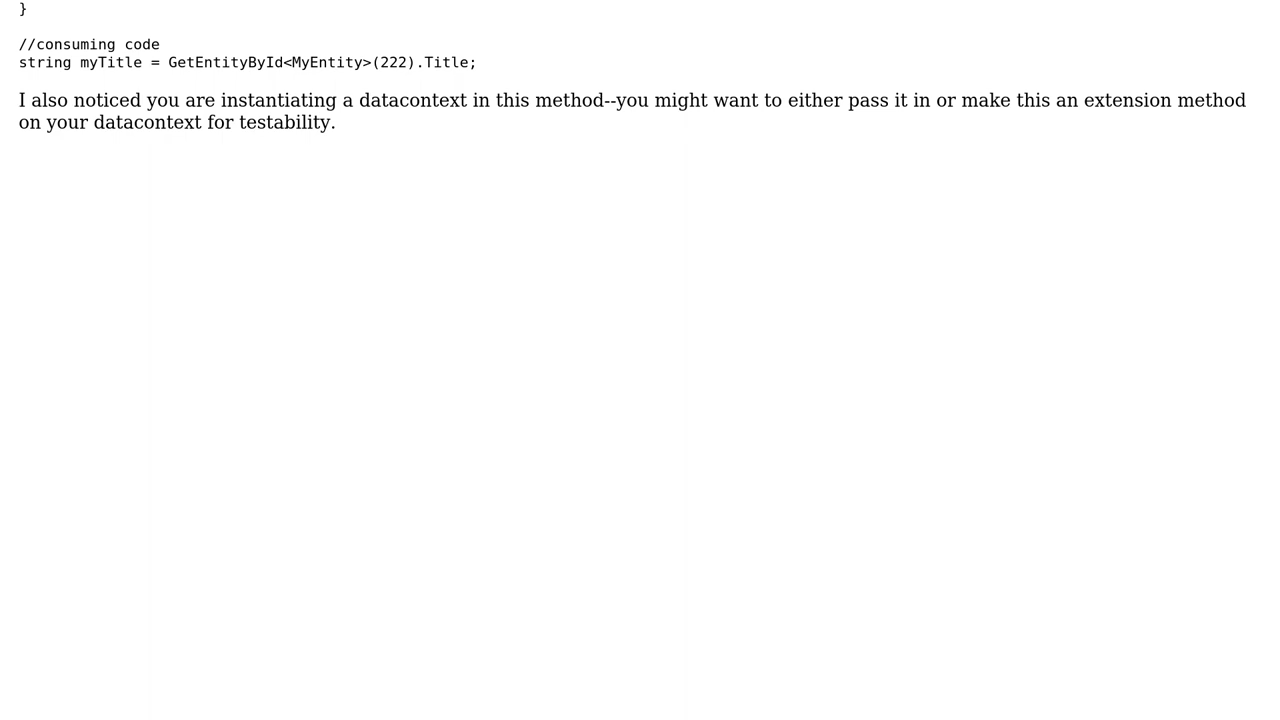 }
//consuming code
string myTitle = GetEntityById<MyEntity>(222).Title;
I also noticed you are instantiating a datacontext in this method--you might want to either pass it in or make this an extension method
on your datacontext for testability.